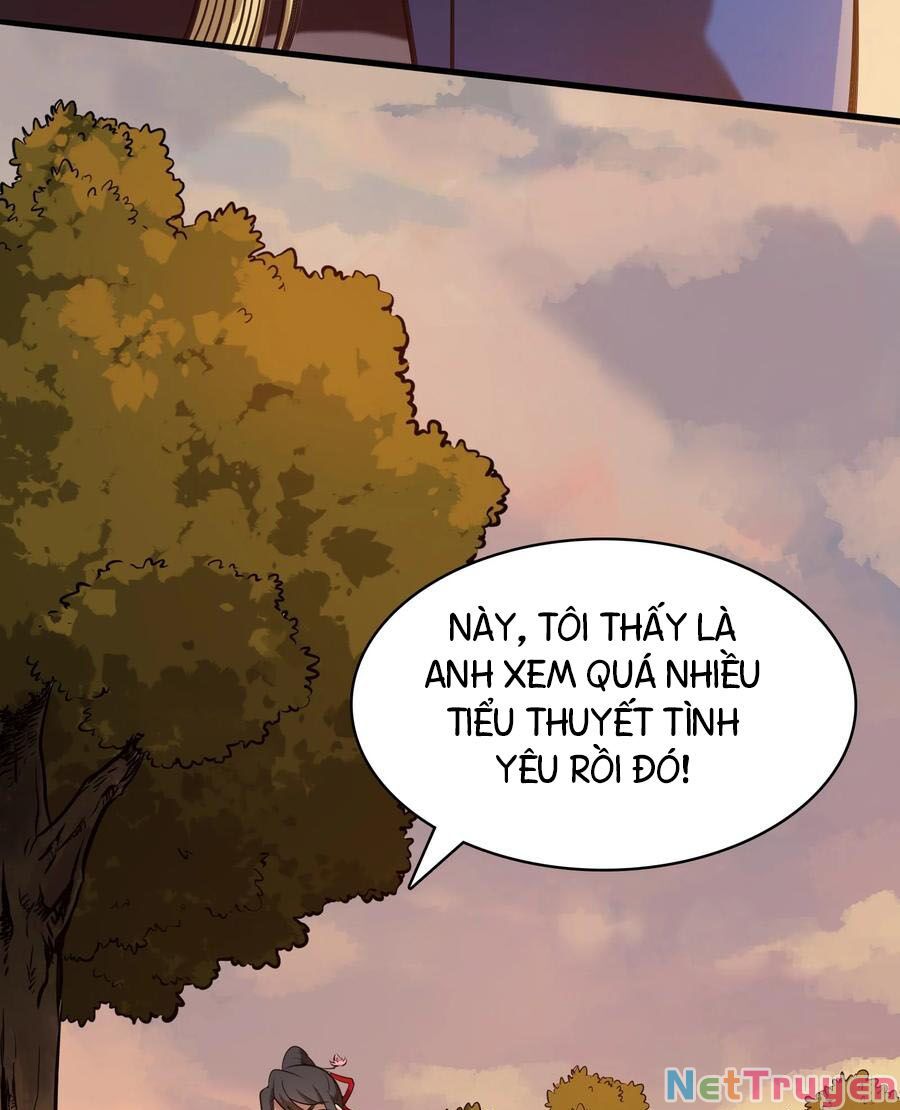 NÀY, TÔI THẤY LÀ
ANH XEM QUÁ NHIỀU
TIỂU THUYẾT TÌNH
YÊU RỒI ĐÓ!
NetTruyen